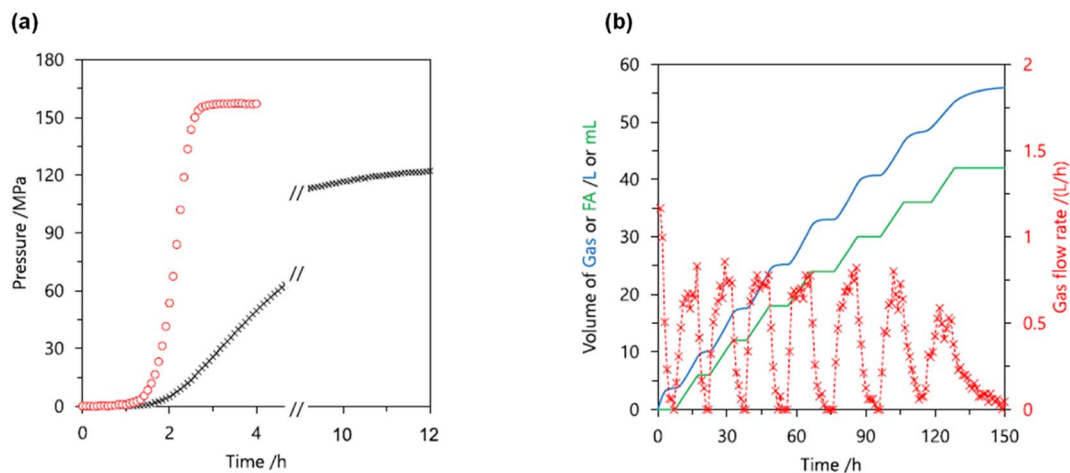 (a)
180
150
120
90
60
30
0
Pressure /MPa
0 2 4 10 12
//
//
//
Time /h
(b)
60
50
40
30
20
10
0
Volume of Gas or FA /L or mL
2
1.5
1
0.5
0
Gas flow rate /(L/h)
0 30 60 90 120 150
Time /h